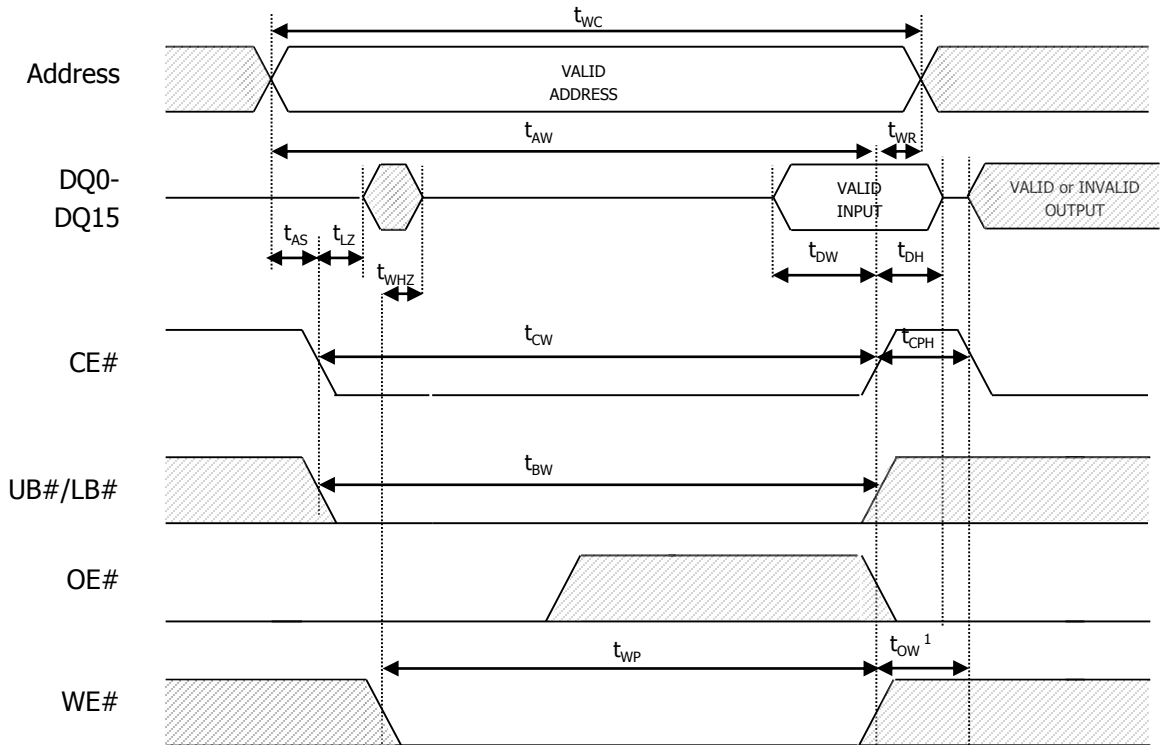 tWC
Address
VALID
ADDRESS
tAW
tWR
DQ0-
DQ15
VALID
INPUT
VALID or INVALID
OUTPUT
tAS
tLZ
tWHZ
tDW
tDH
CE#
tCW
tCPH
UB#/LB#
tBW
OE#
tWP
tOW 1
WE#